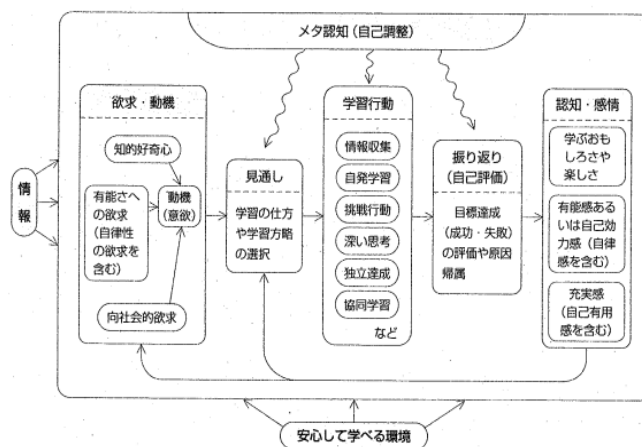 メタ認知（自己調整）
情
報
欲求・動機
知的好奇心
有能さへ
の欲求
（自律性
の欲求を
含む）
動機
（意欲）
向社会的欲求
見通し
学習の仕方
や学習方略
の選択
学習行動
情報収集
自発学習
挑戦行動
深い思考
独立達成
協同学習
など
振り返り
（自己評価）
目標達成
（成功・失敗）
の評価や原因
帰属
認知・感情
学ぶおも
しろさや
楽しさ
有能感ある
いは自己効
力感（自律
感を含む）
充実感
（自己有用
感を含む）
安心して学べる環境